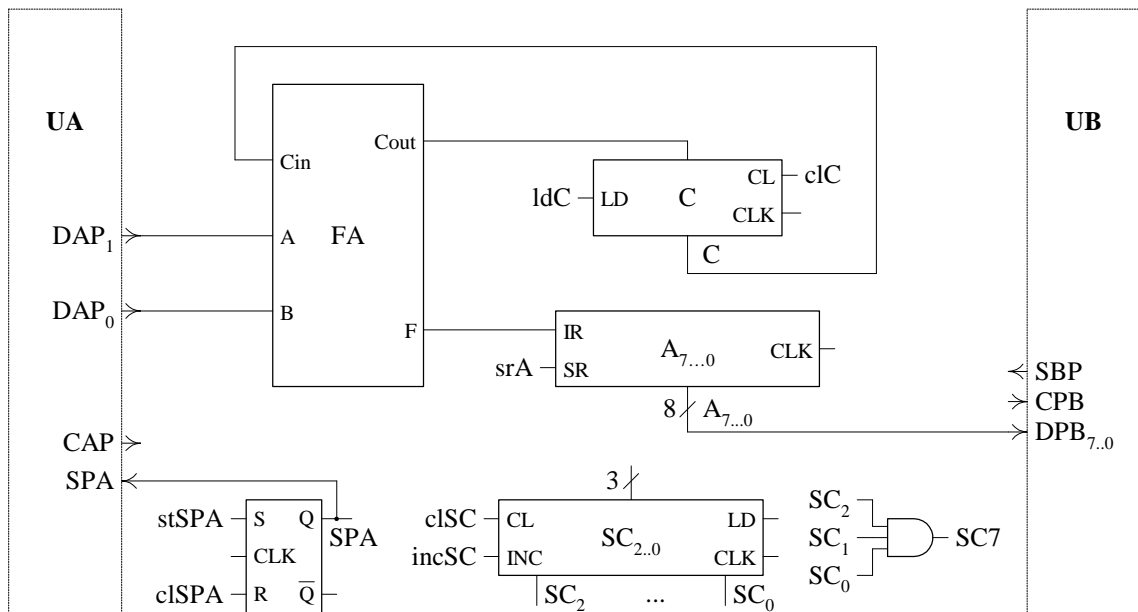 UA
UB
Cin
Cout
CL
clC
ldC
LD
C
CLK
DAP₁
A
FA
C
DAP₀
B
F
IR
A₇...₀
CLK
srA
SR
SBP
8
A₇...₀
CPB
DPB₇..₀
CAP
SPA
3
stSPA
S
Q
SPA
clSC
CL
LD
SC₂
CLK
SC₂..₀
SC₁
SC7
incSC
INC
CLK
SC₀
clSPA
R
Q̅
SC₂
...
SC₀